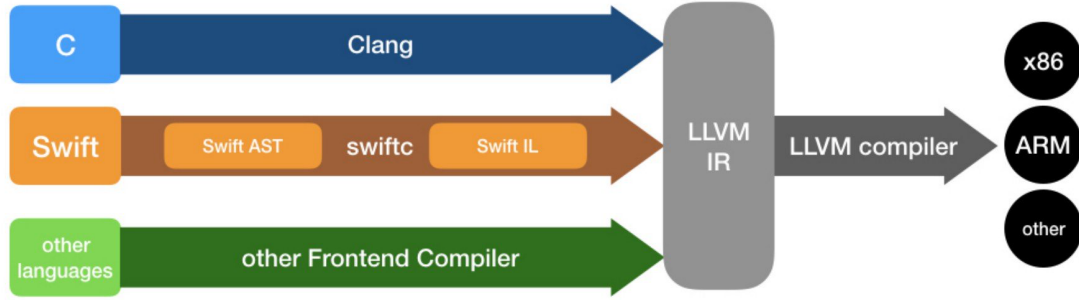 C
Clang
Swift
Swift AST
swiftc
Swift IL
other
languages
other Frontend Compiler
LLVM
IR
LLVM compiler
x86
ARM
other